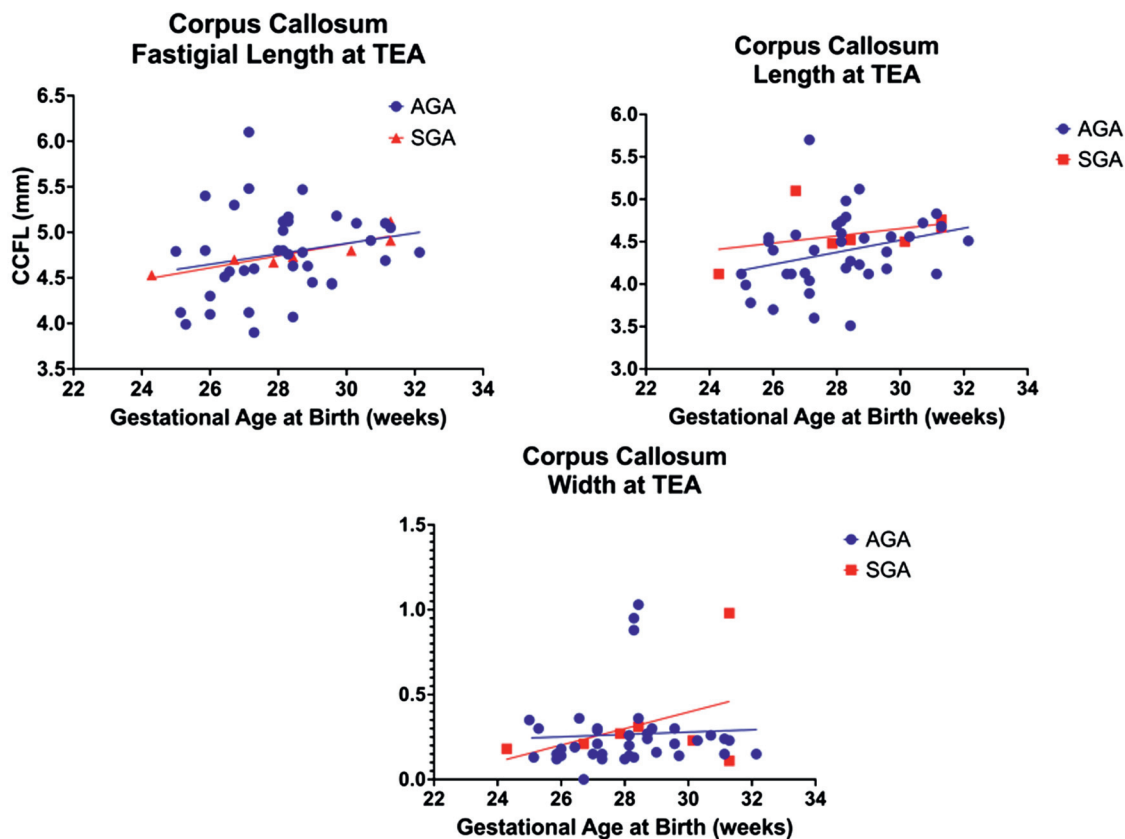 Corpus Callosum
Fastigial Length at TEA
6.5
6.0
5.5
5.0
4.5
4.0
3.5
CCFL (mm)
22 24 26 28 30 32 34
Gestational Age at Birth (weeks)
AGA
SGA
Corpus Callosum
Length at TEA
6.0
5.5
5.0
4.5
4.0
3.5
3.0
22 24 26 28 30 32 34
Gestational Age at Birth (weeks)
AGA
SGA
Corpus Callosum
Width at TEA
1.5
1.0
0.5
0.0
22 24 26 28 30 32 34
Gestational Age at Birth (weeks)
AGA
SGA